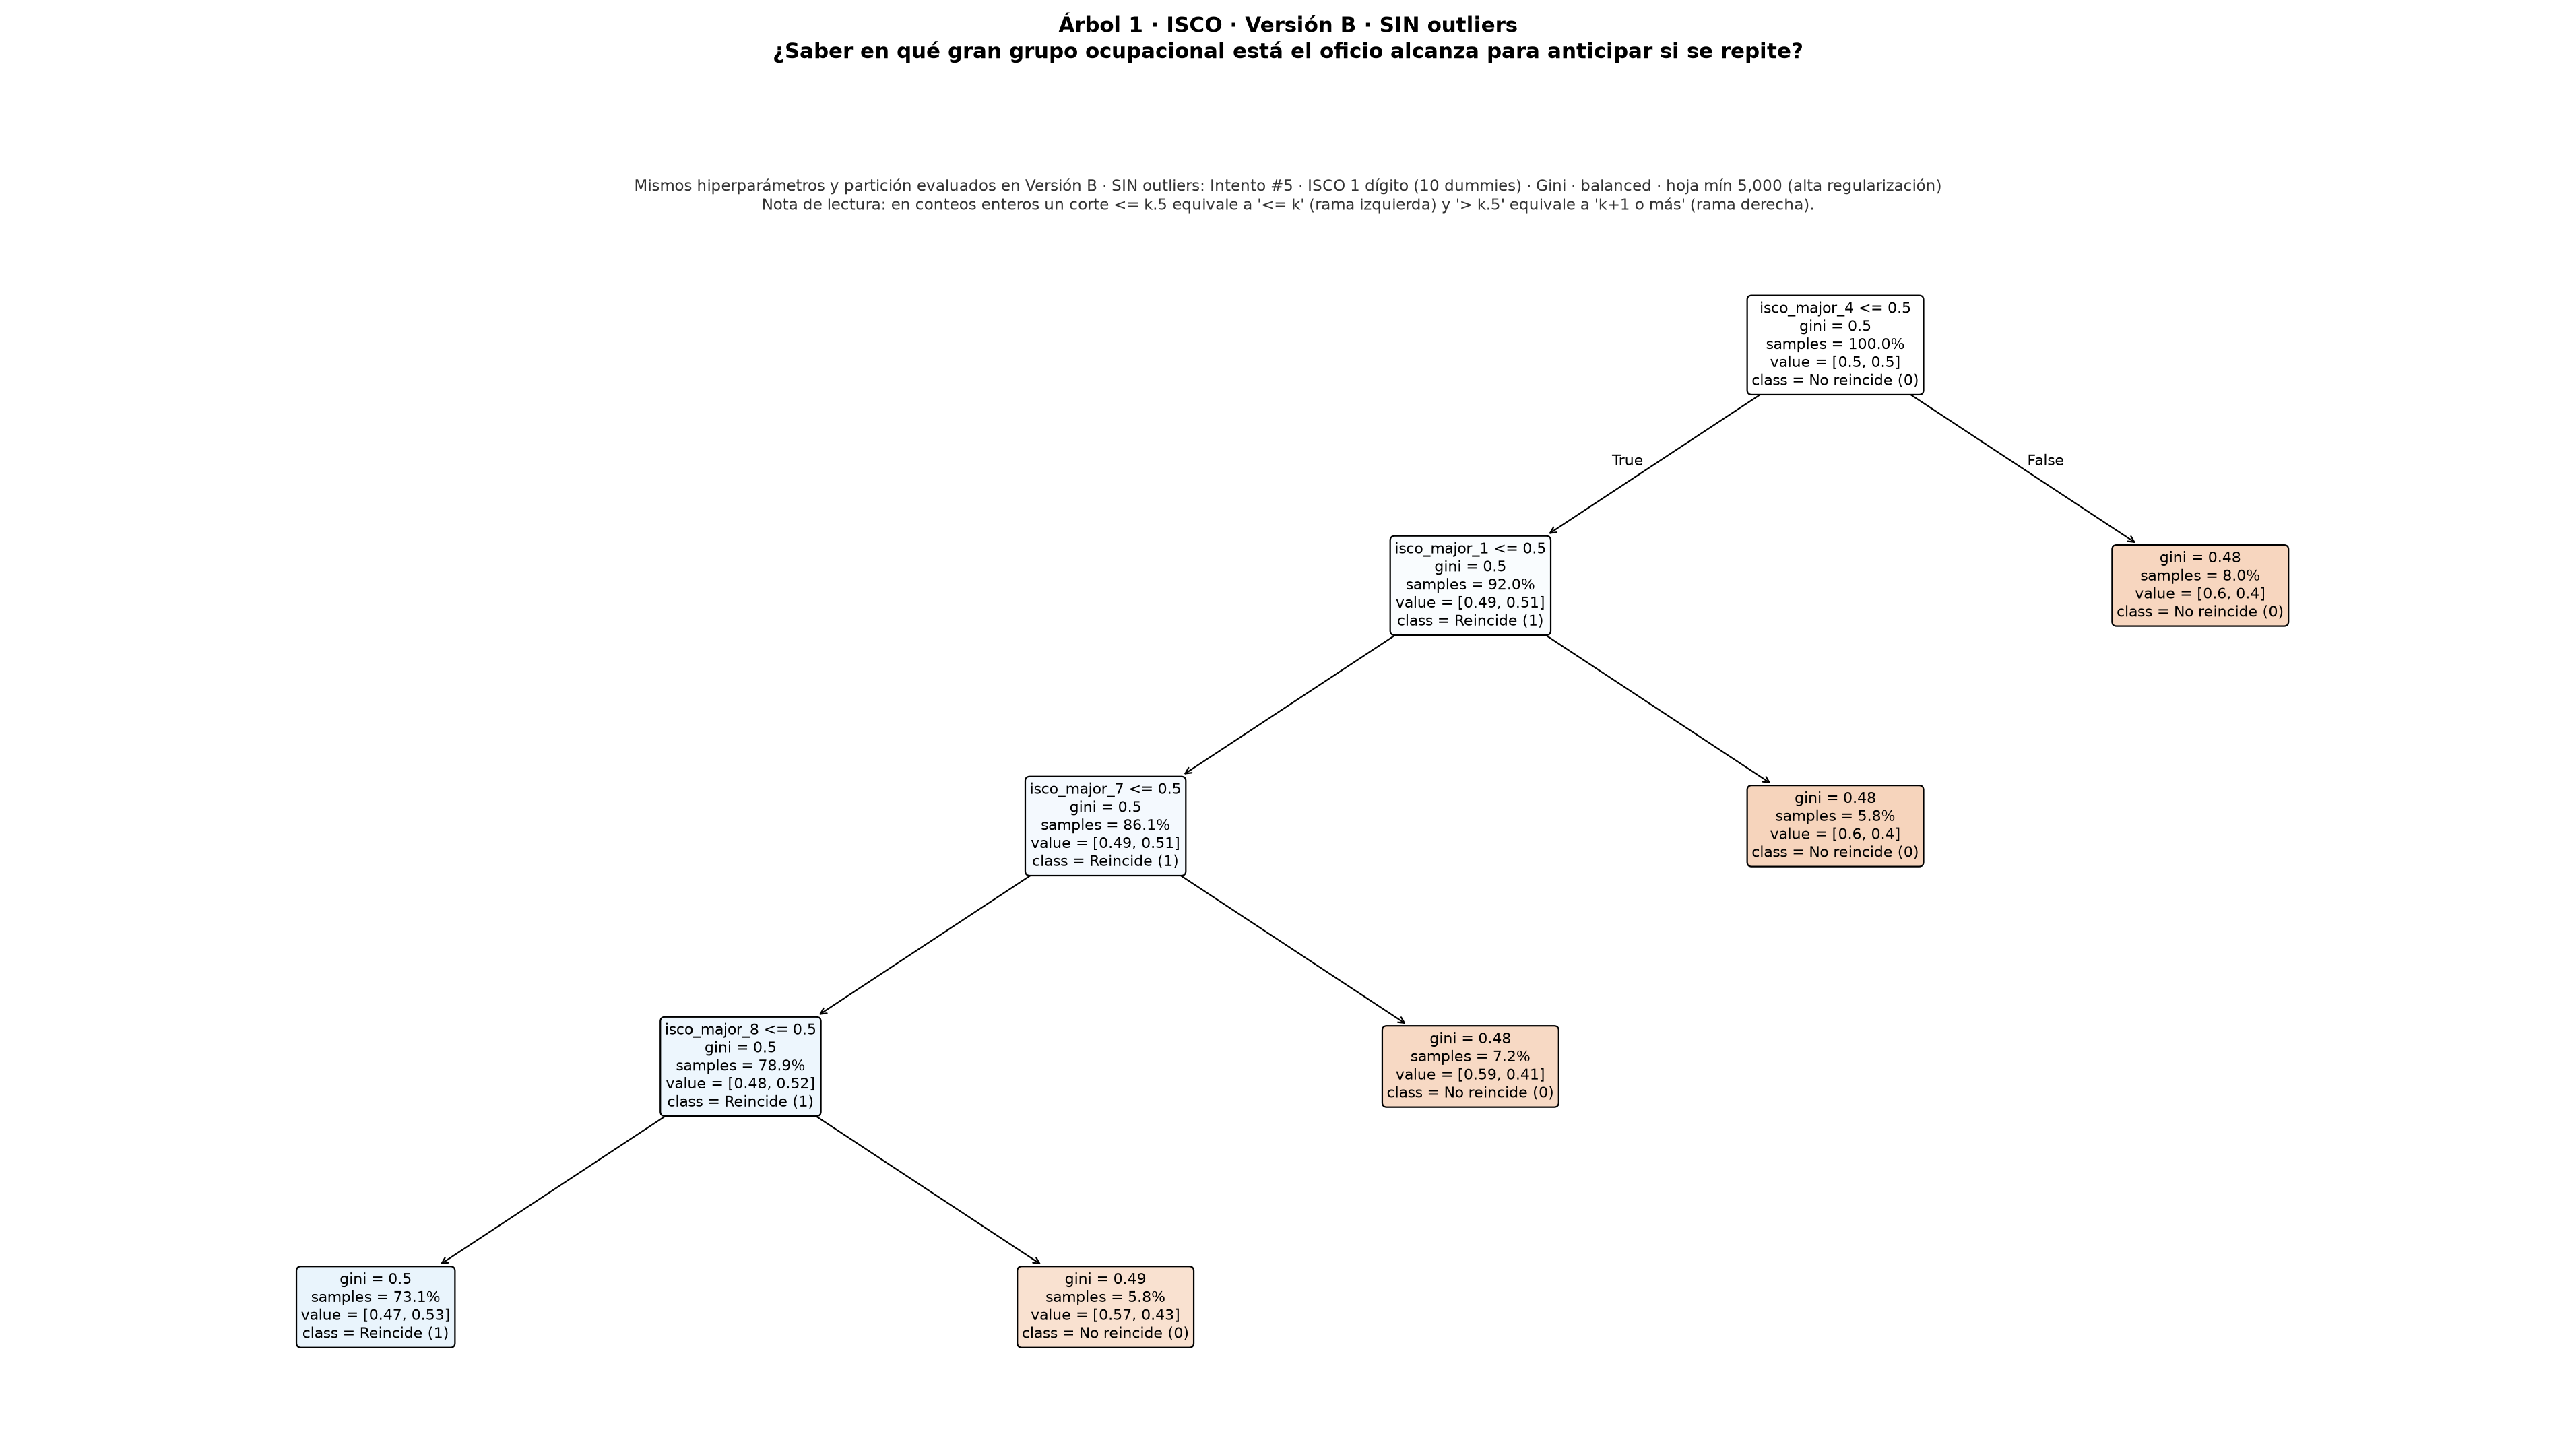 Árbol 1 · ISCO · Versión B · SIN outliers
¿Saber en qué gran grupo ocupacional está el oficio alcanza para anticipar si se repite?
Mismos hiperparámetros y partición evaluados en Versión B · SIN outliers: Intento #5 · ISCO 1 dígito (10 dummies) · Gini · balanced · hoja mín 5,000 (alta regularización)
Nota de lectura: en conteos enteros un corte <= k.5 equivale a '<= k' (rama izquierda) y '> k.5' equivale a 'k+1 o más' (rama derecha).
isco_major_4 <= 0.5
gini = 0.5
samples = 100.0%
value = [0.5, 0.5]
class = No reincide (0)
True
False
isco_major_1 <= 0.5
gini = 0.5
samples = 92.0%
value = [0.49, 0.51]
class = Reincide (1)
gini = 0.48
samples = 8.0%
value = [0.6, 0.4]
class = No reincide (0)
isco_major_7 <= 0.5
gini = 0.5
samples = 86.1%
value = [0.49, 0.51]
class = Reincide (1)
gini = 0.48
samples = 5.8%
value = [0.6, 0.4]
class = No reincide (0)
isco_major_8 <= 0.5
gini = 0.5
samples = 78.9%
value = [0.48, 0.52]
class = Reincide (1)
gini = 0.48
samples = 7.2%
value = [0.59, 0.41]
class = No reincide (0)
gini = 0.5
samples = 73.1%
value = [0.47, 0.53]
class = Reincide (1)
gini = 0.49
samples = 5.8%
value = [0.57, 0.43]
class = No reincide (0)